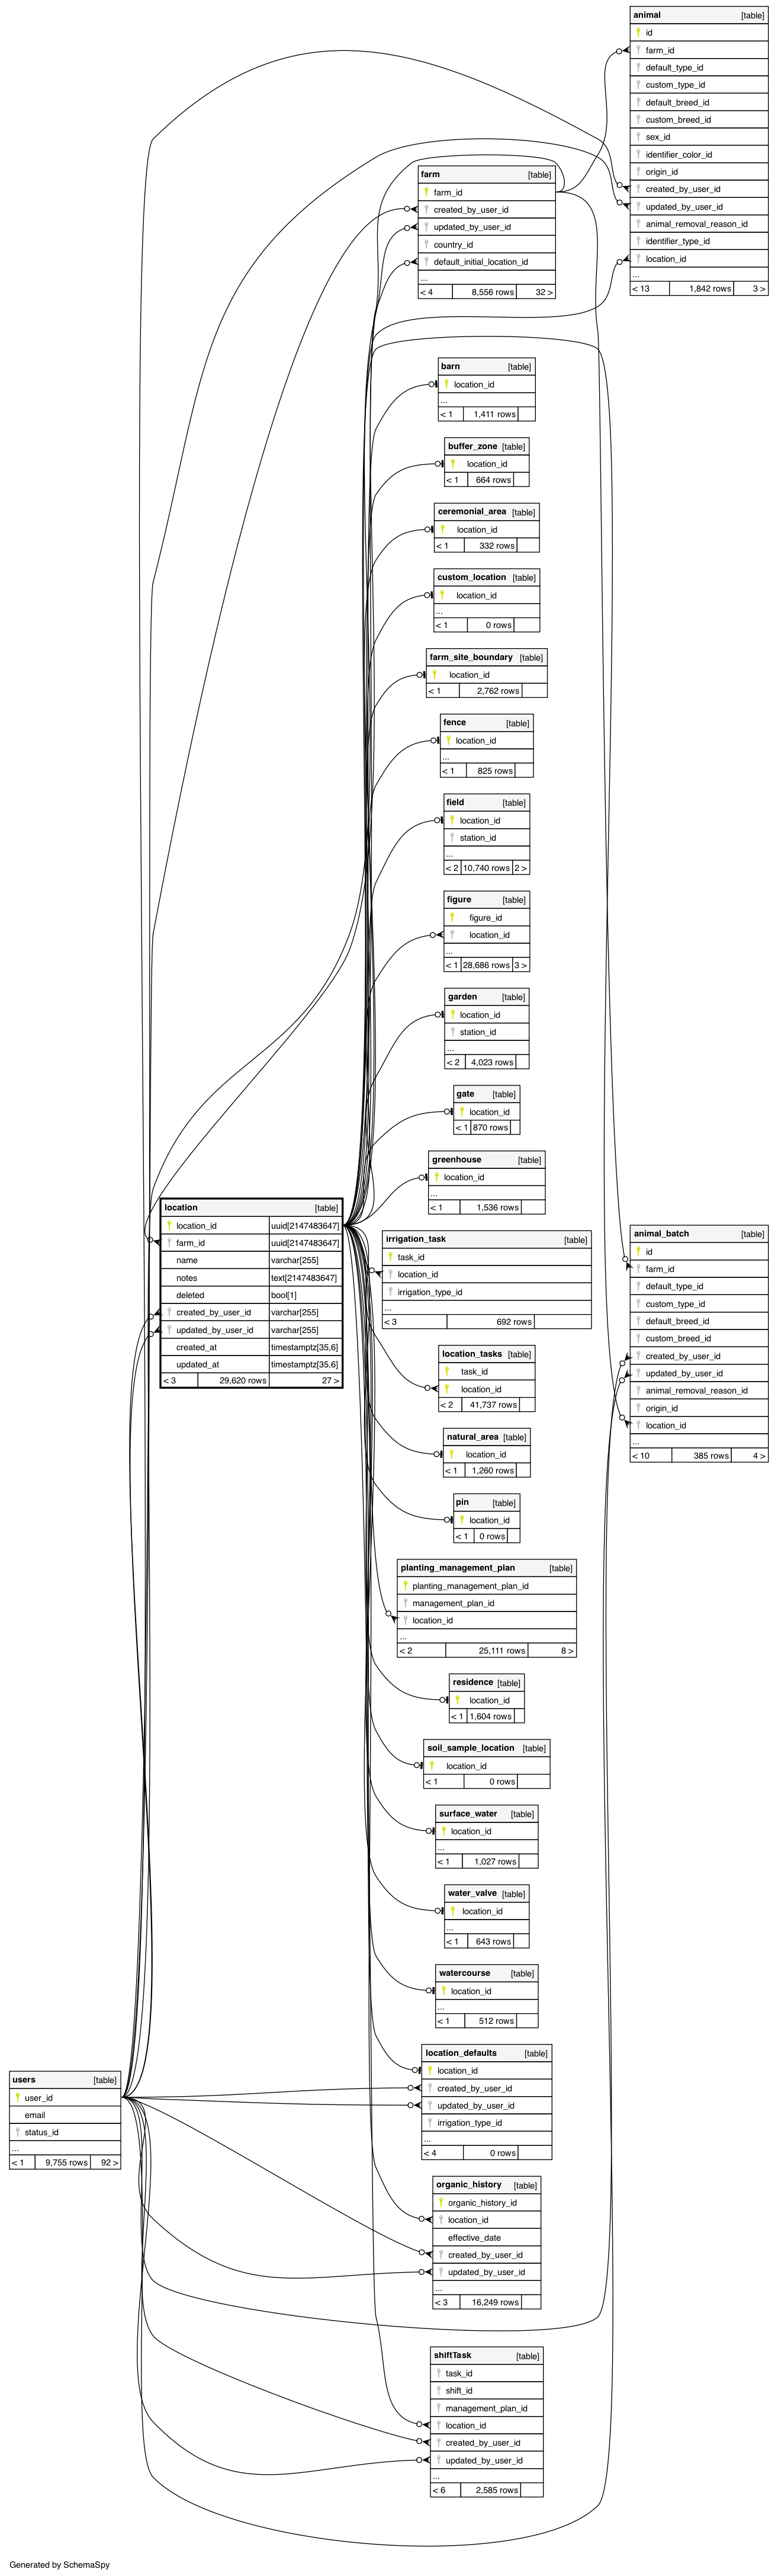 animal [table]
id
farm_id
default_type_id
custom_type_id
default_breed_id
custom_breed_id
sex_id
identifier_color_id
origin_id
created_by_user_id
updated_by_user_id
animal_removal_reason_id
identifier_type_id
location_id
...
< 13 1,842 rows 3 >
farm [table]
farm_id
created_by_user_id
updated_by_user_id
country_id
default_initial_location_id
...
< 4 8,556 rows 32 >
barn [table]
location_id
...
< 1 1,411 rows
buffer_zone [table]
location_id
< 1 664 rows
ceremonial_area [table]
location_id
< 1 332 rows
custom_location [table]
location_id
...
< 1 0 rows
farm_site_boundary [table]
location_id
< 1 2,762 rows
fence [table]
location_id
...
< 1 825 rows
field [table]
location_id
station_id
...
< 2 10,740 rows 2 >
figure [table]
figure_id
location_id
...
< 1 28,686 rows 3 >
garden [table]
location_id
station_id
...
< 2 4,023 rows
gate [table]
location_id
< 1 870 rows
greenhouse [table]
location_id
...
< 1 1,536 rows
location [table]
location_id uuid[2147483647]
farm_id uuid[2147483647]
name varchar[255]
notes text[2147483647]
deleted bool[1]
created_by_user_id varchar[255]
updated_by_user_id varchar[255]
created_at timestamptz[35,6]
updated_at timestamptz[35,6]
< 3 29,620 rows 27 >
irrigation_task [table]
task_id
location_id
irrigation_type_id
...
< 3 692 rows
animal_batch [table]
id
farm_id
default_type_id
custom_type_id
default_breed_id
custom_breed_id
created_by_user_id
updated_by_user_id
animal_removal_reason_id
origin_id
location_id
...
< 10 385 rows 4 >
location_tasks [table]
task_id
location_id
< 2 41,737 rows
natural_area [table]
location_id
< 1 1,260 rows
pin [table]
location_id
< 1 0 rows
planting_management_plan [table]
planting_management_plan_id
management_plan_id
location_id
...
< 2 25,111 rows 8 >
residence [table]
location_id
< 1 1,604 rows
soil_sample_location [table]
location_id
< 1 0 rows
surface_water [table]
location_id
...
< 1 1,027 rows
water_valve [table]
location_id
...
< 1 643 rows
watercourse [table]
location_id
...
< 1 512 rows
users [table]
user_id
email
status_id
...
< 1 9,755 rows 92 >
location_defaults [table]
location_id
created_by_user_id
updated_by_user_id
irrigation_type_id
...
< 4 0 rows
organic_history [table]
organic_history_id
location_id
effective_date
created_by_user_id
updated_by_user_id
...
< 3 16,249 rows
shiftTask [table]
task_id
shift_id
management_plan_id
location_id
created_by_user_id
updated_by_user_id
...
< 6 2,585 rows
Generated by SchemaSpy